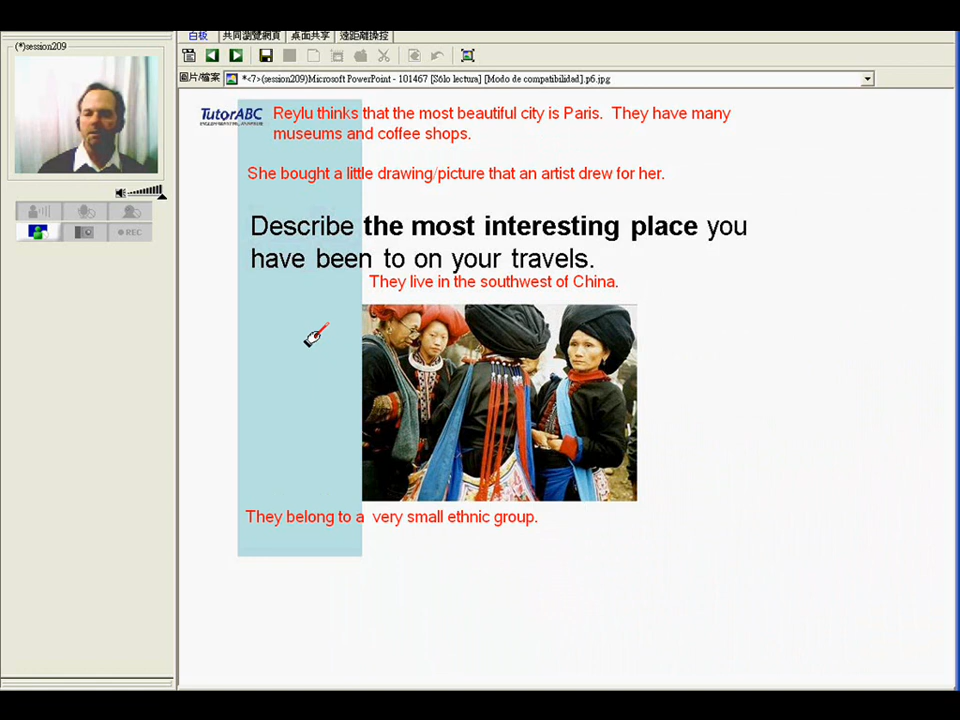 (*)session209
白板 共同瀏覽網頁 桌面共享 遠距離操控
圖片/檔案 *<7>(session209)Microsoft PowerPoint - 101467 [Sólo lectura] [Modo de compatibilidad].p6.jpg
TutorABC
Reylu thinks that the most beautiful city is Paris. They have many
museums and coffee shops.
She bought a little drawing/picture that an artist drew for her.
Describe the most interesting place you
have been to on your travels.
They live in the southwest of China.
They belong to a very small ethnic group.
REC